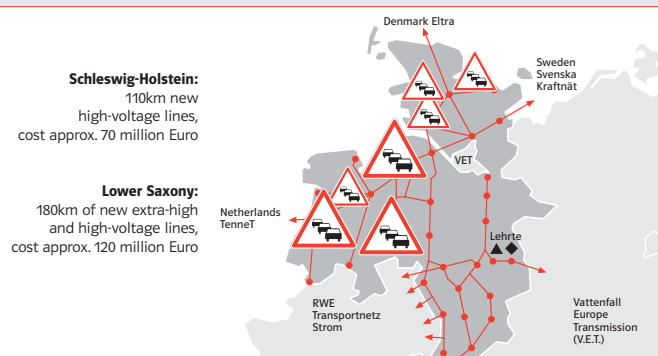 Denmark Eltra
Sweden
Svenska
Kraftnät
Schleswig-Holstein:
110km new
high-voltage lines,
cost approx. 70 million Euro
VET
Lower Saxony:
180km of new extra-high
and high-voltage lines,
cost approx. 120 million Euro
Netherlands
TenneT
Lehrte
RWE
Transportnetz
Strom
Vattenfall
Europe
Transmission
(V.E.T.)